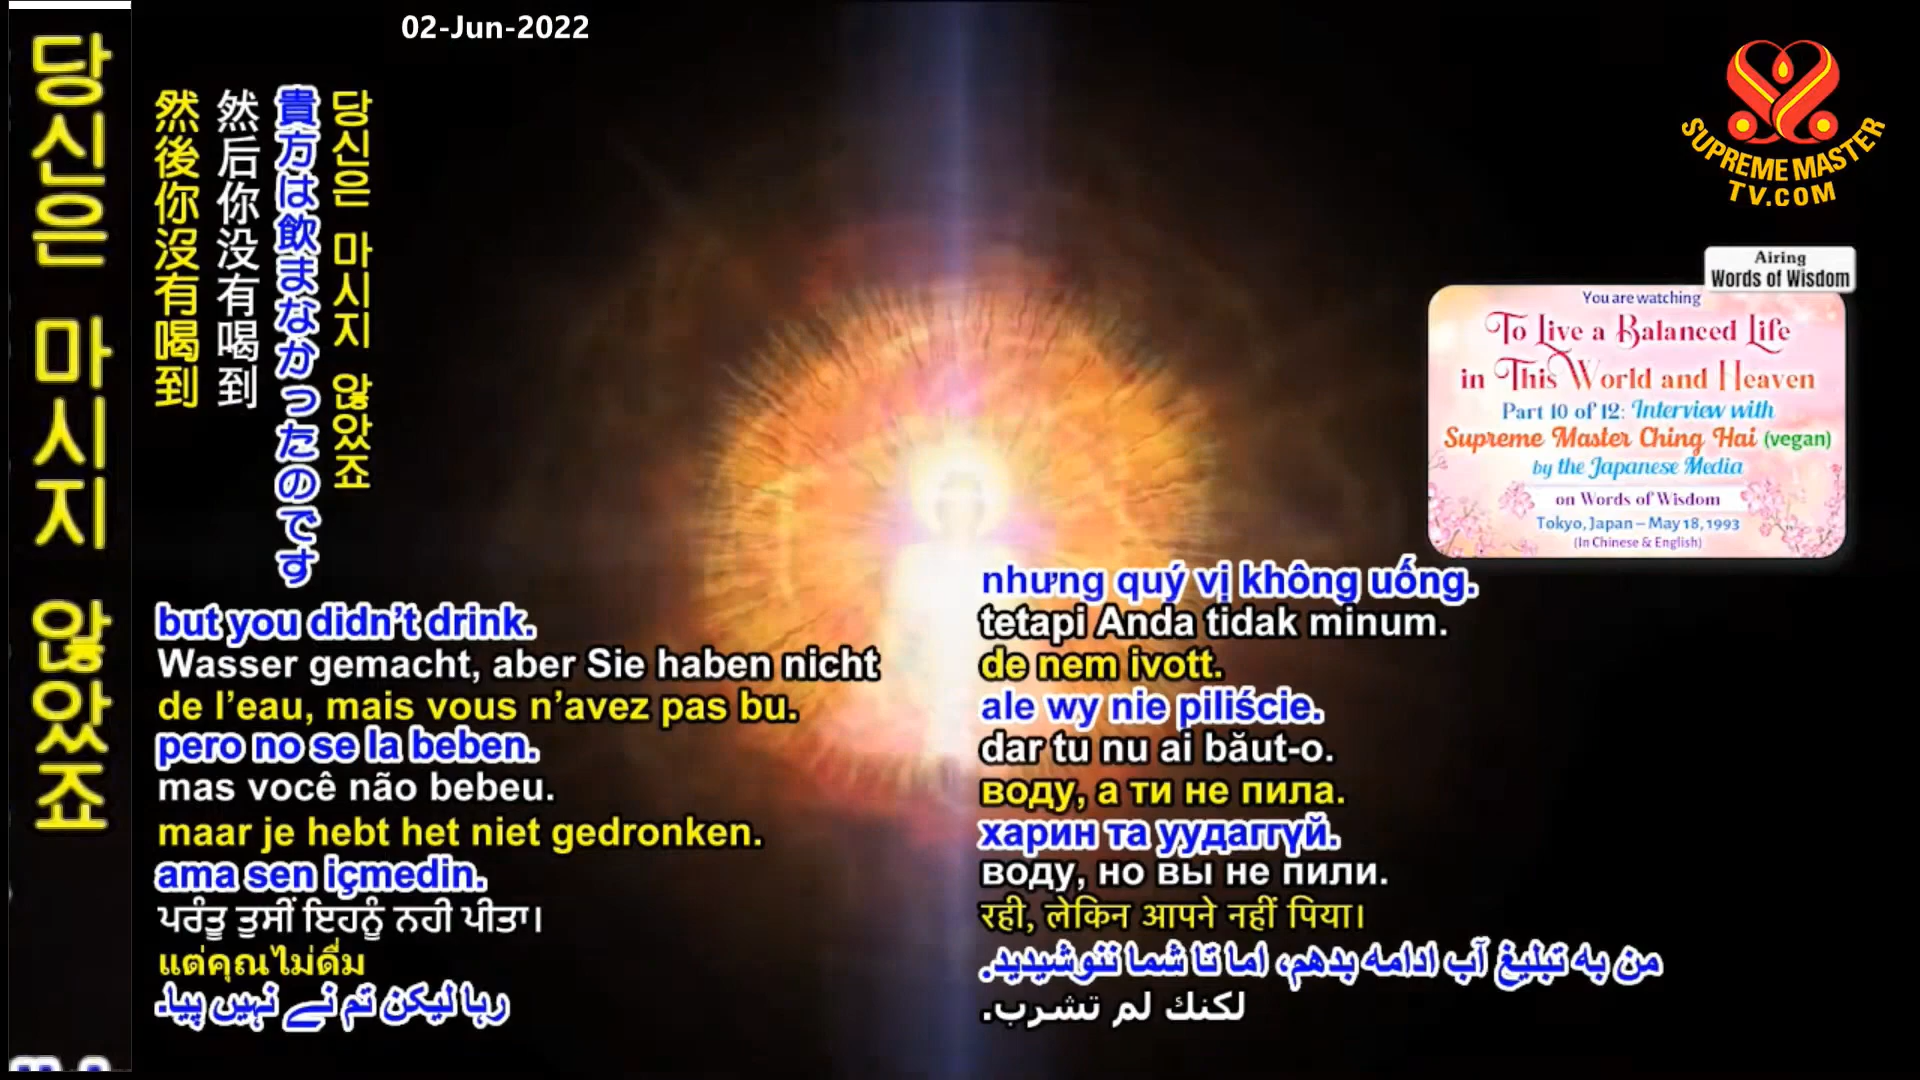 02-Jun-2022
당신은 마시지 않았죠
然後你沒有喝到
然后你没有喝到
貴方は飲まなかったのです
당신은 마시지 않았죠
SUPREME MASTER
TV.COM
Airing
Words of Wisdom
You are watching
To Live a Balanced Life
in This World and Heaven
Part 10 of 12: Interview with
Supreme Master Ching Hai (vegan)
by the Japanese Media
on Words of Wisdom
Tokyo, Japan – May 18, 1993
(In Chinese & English)
but you didn’t drink.
Wasser gemacht, aber Sie haben nicht
de l’eau, mais vous n’avez pas bu.
pero no se la beben.
mas você não bebeu.
maar je hebt het niet gedronken.
ama sen içmedin.
ਪਰੰਤੂ ਤੁਸੀਂ ਇਹਨੂੰ ਨਹੀ ਪੀਤਾ।
แต่คุณไม่ดื่ม
رہا لیکن تم نے نہیں پیا۔
nhưng quý vị không uống.
tetapi Anda tidak minum.
de nem ivott.
ale wy nie piliście.
dar tu nu ai băut-o.
воду, а ти не пила.
харин та уудаггүй.
воду, но вы не пили.
रही, लेकिन आपने नहीं पिया।
من به تبلیغ آب ادامه بدهم، اما تا شما ننوشیدید.
لكنك لم تشرب.